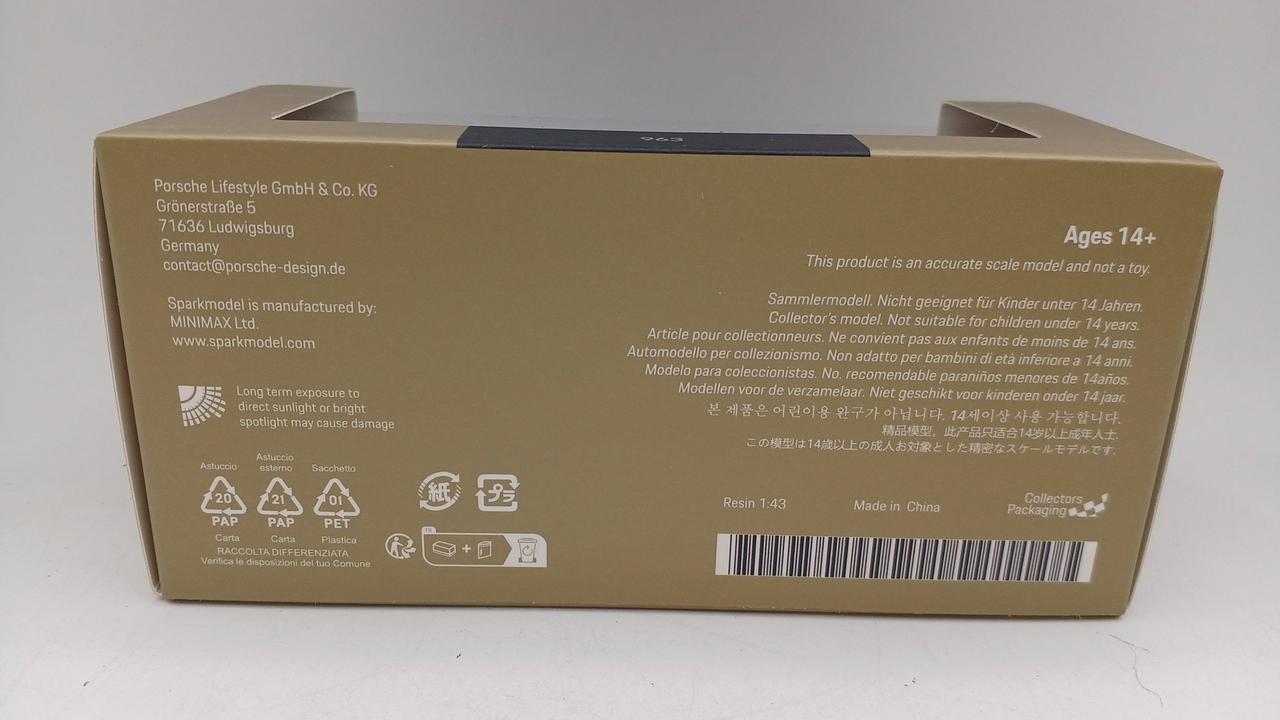 963
Porsche Lifestyle GmbH & Co. KG
Grönerstraße 5
71636 Ludwigsburg
Germany
contact@porsche-design.de
Sparkmodel is manufactured by:
MINIMAX Ltd.
www.sparkmodel.com
Long term exposure to
direct sunlight or bright
spotlight may cause damage
Astuccio
Astuccio
esterno
Sacchetto
20
21
01
PAP
PAP
PET
Carta
Carta
Plastica
RACCOLTA DIFFERENZIATA
Verifica le disposizioni del tuo Comune
紙
プラ
FR
+
Ages 14+
This product is an accurate scale model and not a toy.
Sammlermodell. Nicht geeignet für Kinder unter 14 Jahren.
Collector's model. Not suitable for children under 14 years.
Article pour collectionneurs. Ne convient pas aux enfants de moins de 14 ans.
Automodello per collezionismo. Non adatto per bambini di età inferiore a 14 anni.
Modelo para coleccionistas. No. recomendable paraniños menores de 14años.
Modellen voor de verzamelaar. Niet geschikt voor kinderen onder 14 jaar.
본 제품은 어린이용 완구가 아닙니다. 14세이상 사용 가능합니다.
精品模型，此产品只适合14岁以上成年人士.
この模型は14歳以上の成人お対象とした精密なスケールモデルです.
Resin 1:43
Made in China
Collectors
Packaging